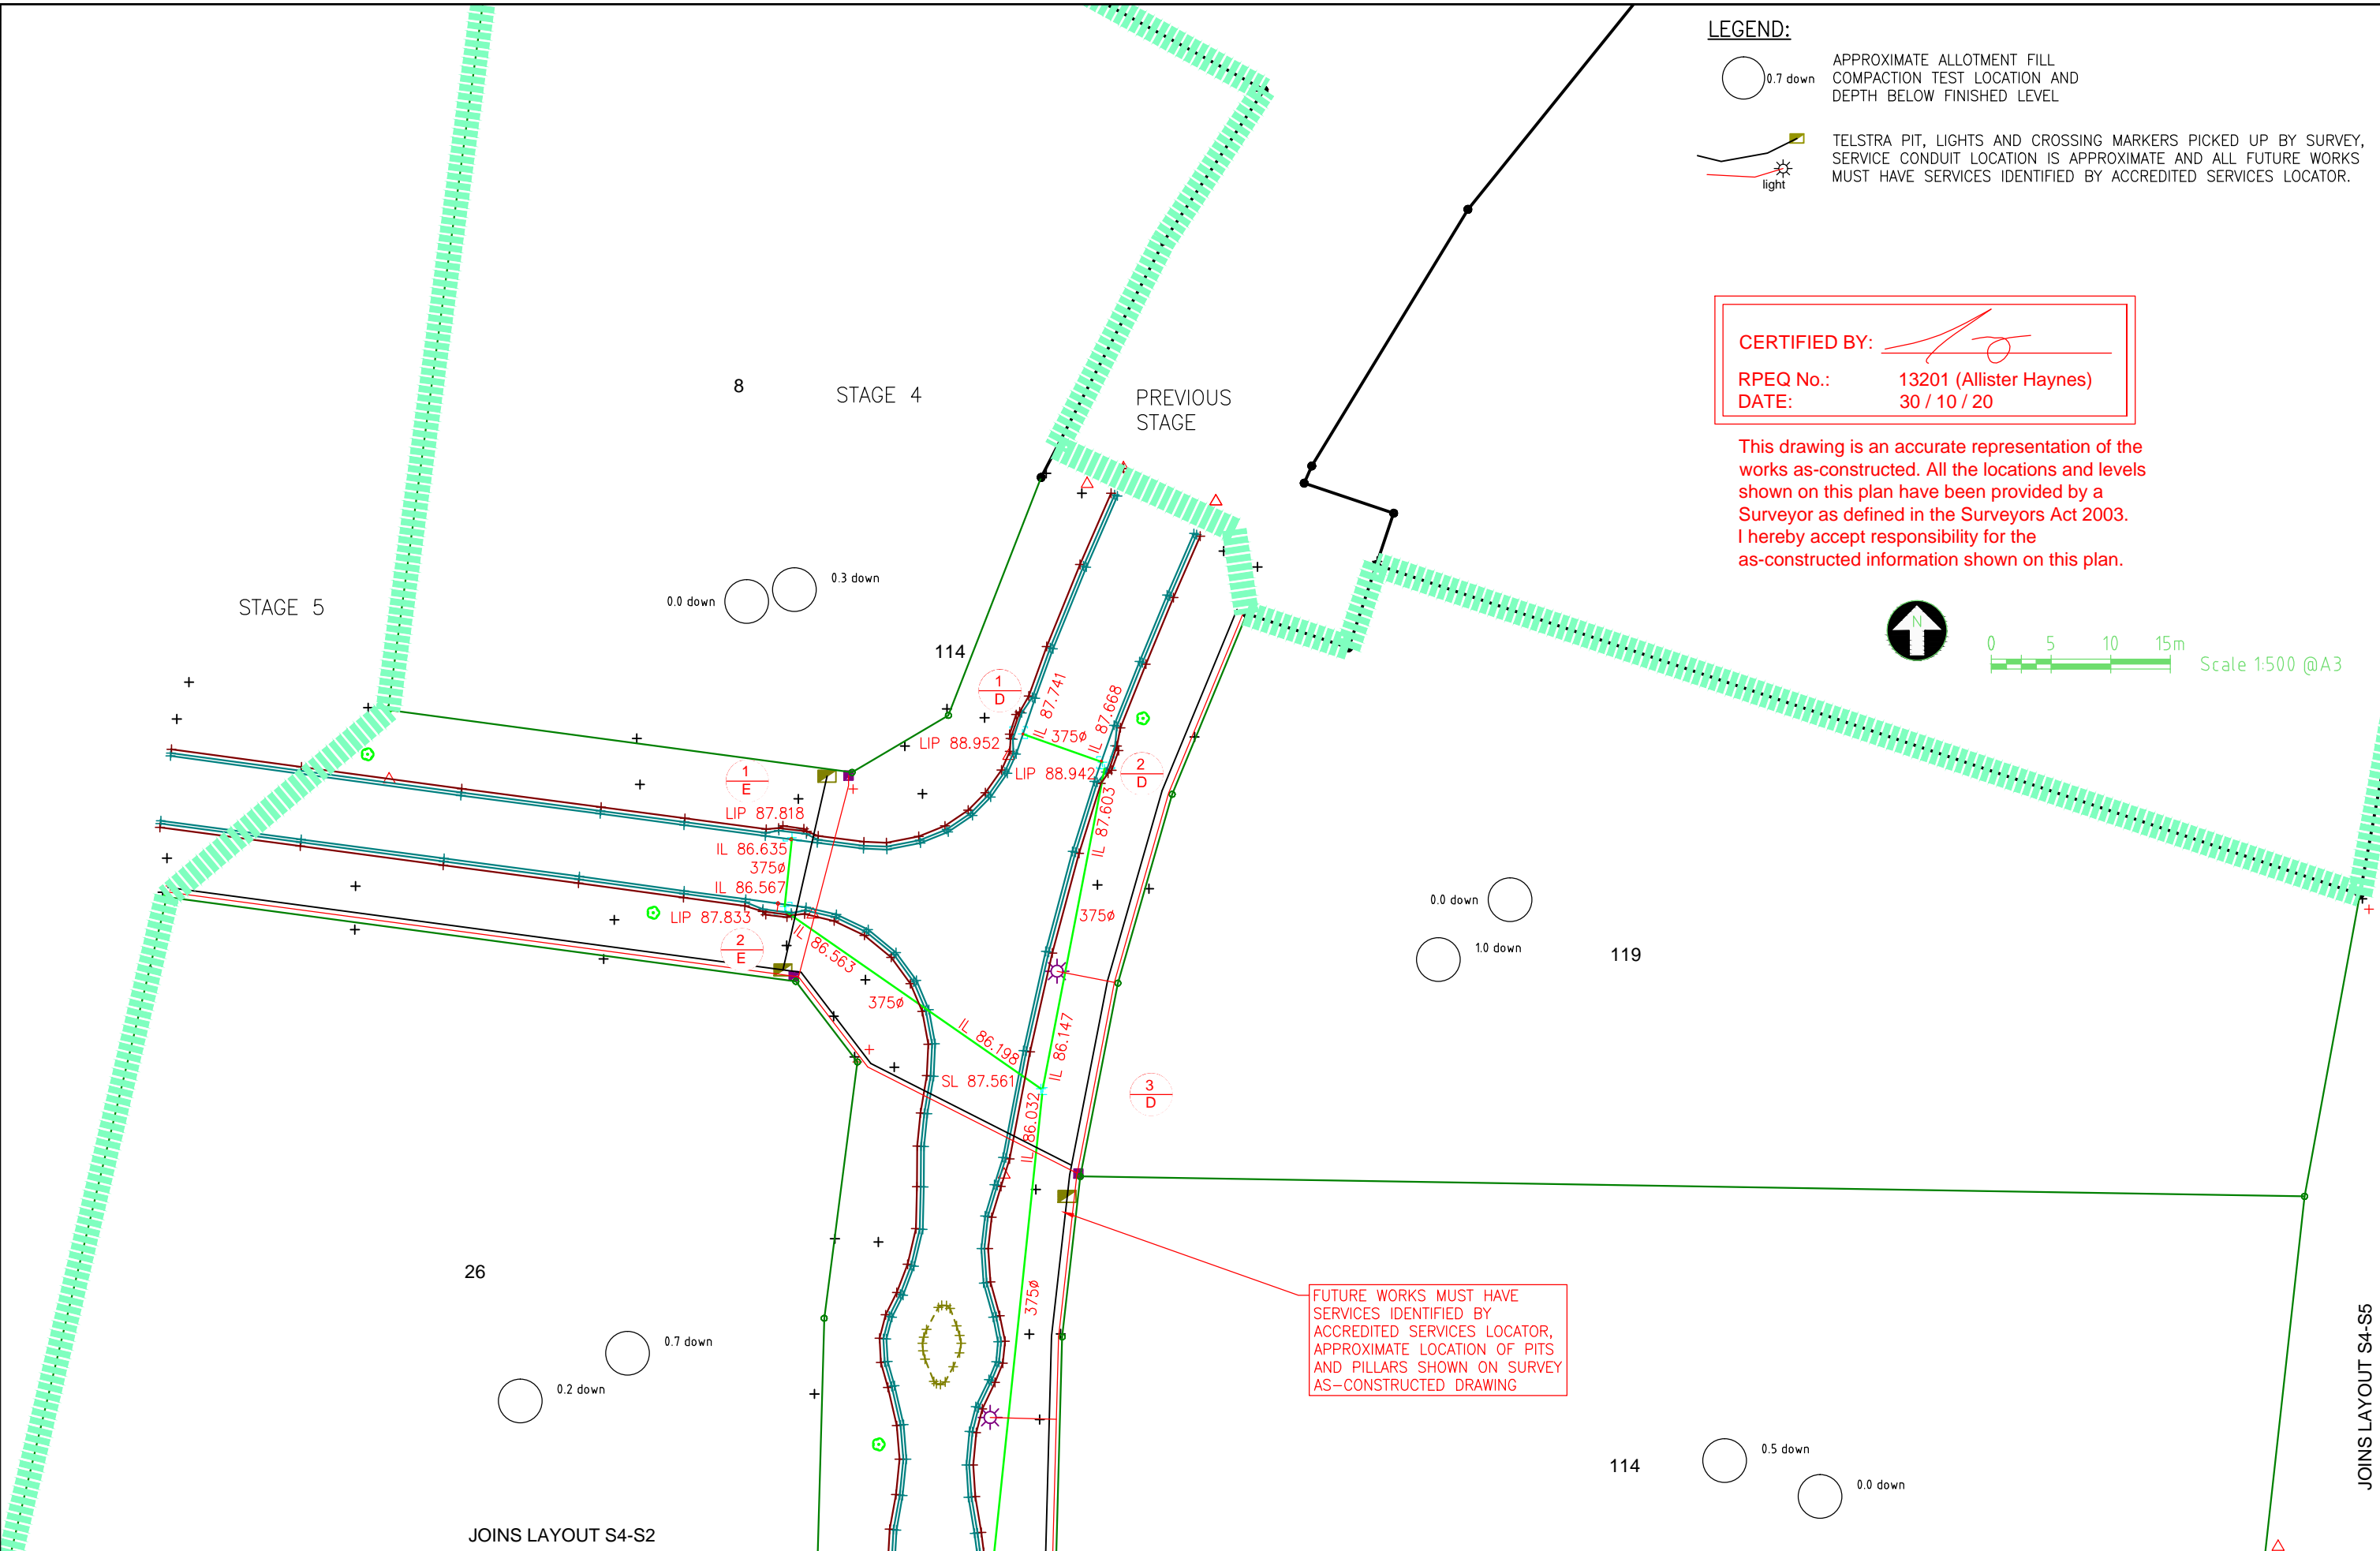 LEGEND:
0.7 down
APPROXIMATE ALLOTMENT FILL
COMPACTION TEST LOCATION AND
DEPTH BELOW FINISHED LEVEL
light
TELSTRA PIT, LIGHTS AND CROSSING MARKERS PICKED UP BY SURVEY,
SERVICE CONDUIT LOCATION IS APPROXIMATE AND ALL FUTURE WORKS
MUST HAVE SERVICES IDENTIFIED BY ACCREDITED SERVICES LOCATOR.
CERTIFIED BY:
RPEQ No.: 13201 (Allister Haynes)
DATE: 30 / 10 / 20
This drawing is an accurate representation of the
works as-constructed. All the locations and levels
shown on this plan have been provided by a
Surveyor as defined in the Surveyors Act 2003.
I hereby accept responsibility for the
as-constructed information shown on this plan.
N
0 5 10 15m
Scale 1:500 @A3
8
STAGE 4
PREVIOUS
STAGE
STAGE 5
0.0 down
0.3 down
114
1
D
IL 87.741
IL 87.668
375ø
LIP 88.952
LIP 88.942
2
D
1
E
LIP 87.818
IL 86.635
375ø
IL 86.567
LIP 87.833
2
E
IL 86.563
375ø
IL 86.198
SL 87.561
IL 87.603
375ø
IL 86.147
IL 86.032
3
D
375ø
0.0 down
1.0 down
119
26
0.7 down
0.2 down
FUTURE WORKS MUST HAVE
SERVICES IDENTIFIED BY
ACCREDITED SERVICES LOCATOR,
APPROXIMATE LOCATION OF PITS
AND PILLARS SHOWN ON SURVEY
AS-CONSTRUCTED DRAWING
114
0.5 down
0.0 down
JOINS LAYOUT S4-S5
JOINS LAYOUT S4-S2